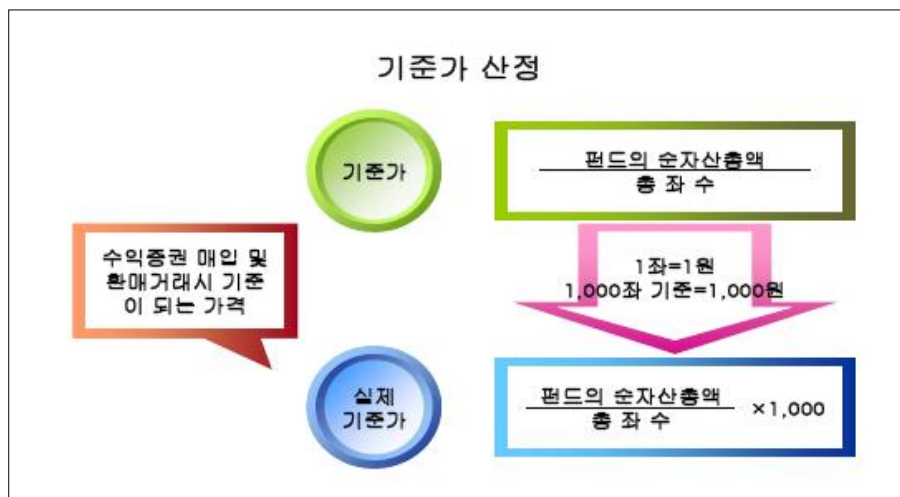 기준가 산정
기준가
펀드의 순자산총액
총 좌 수
수익증권 매입 및
환매거래시 기준
이 되는 가격
1좌=1원
1,000좌 기준=1,000원
실제
기준가
펀드의 순자산총액
총 좌 수
×1,000